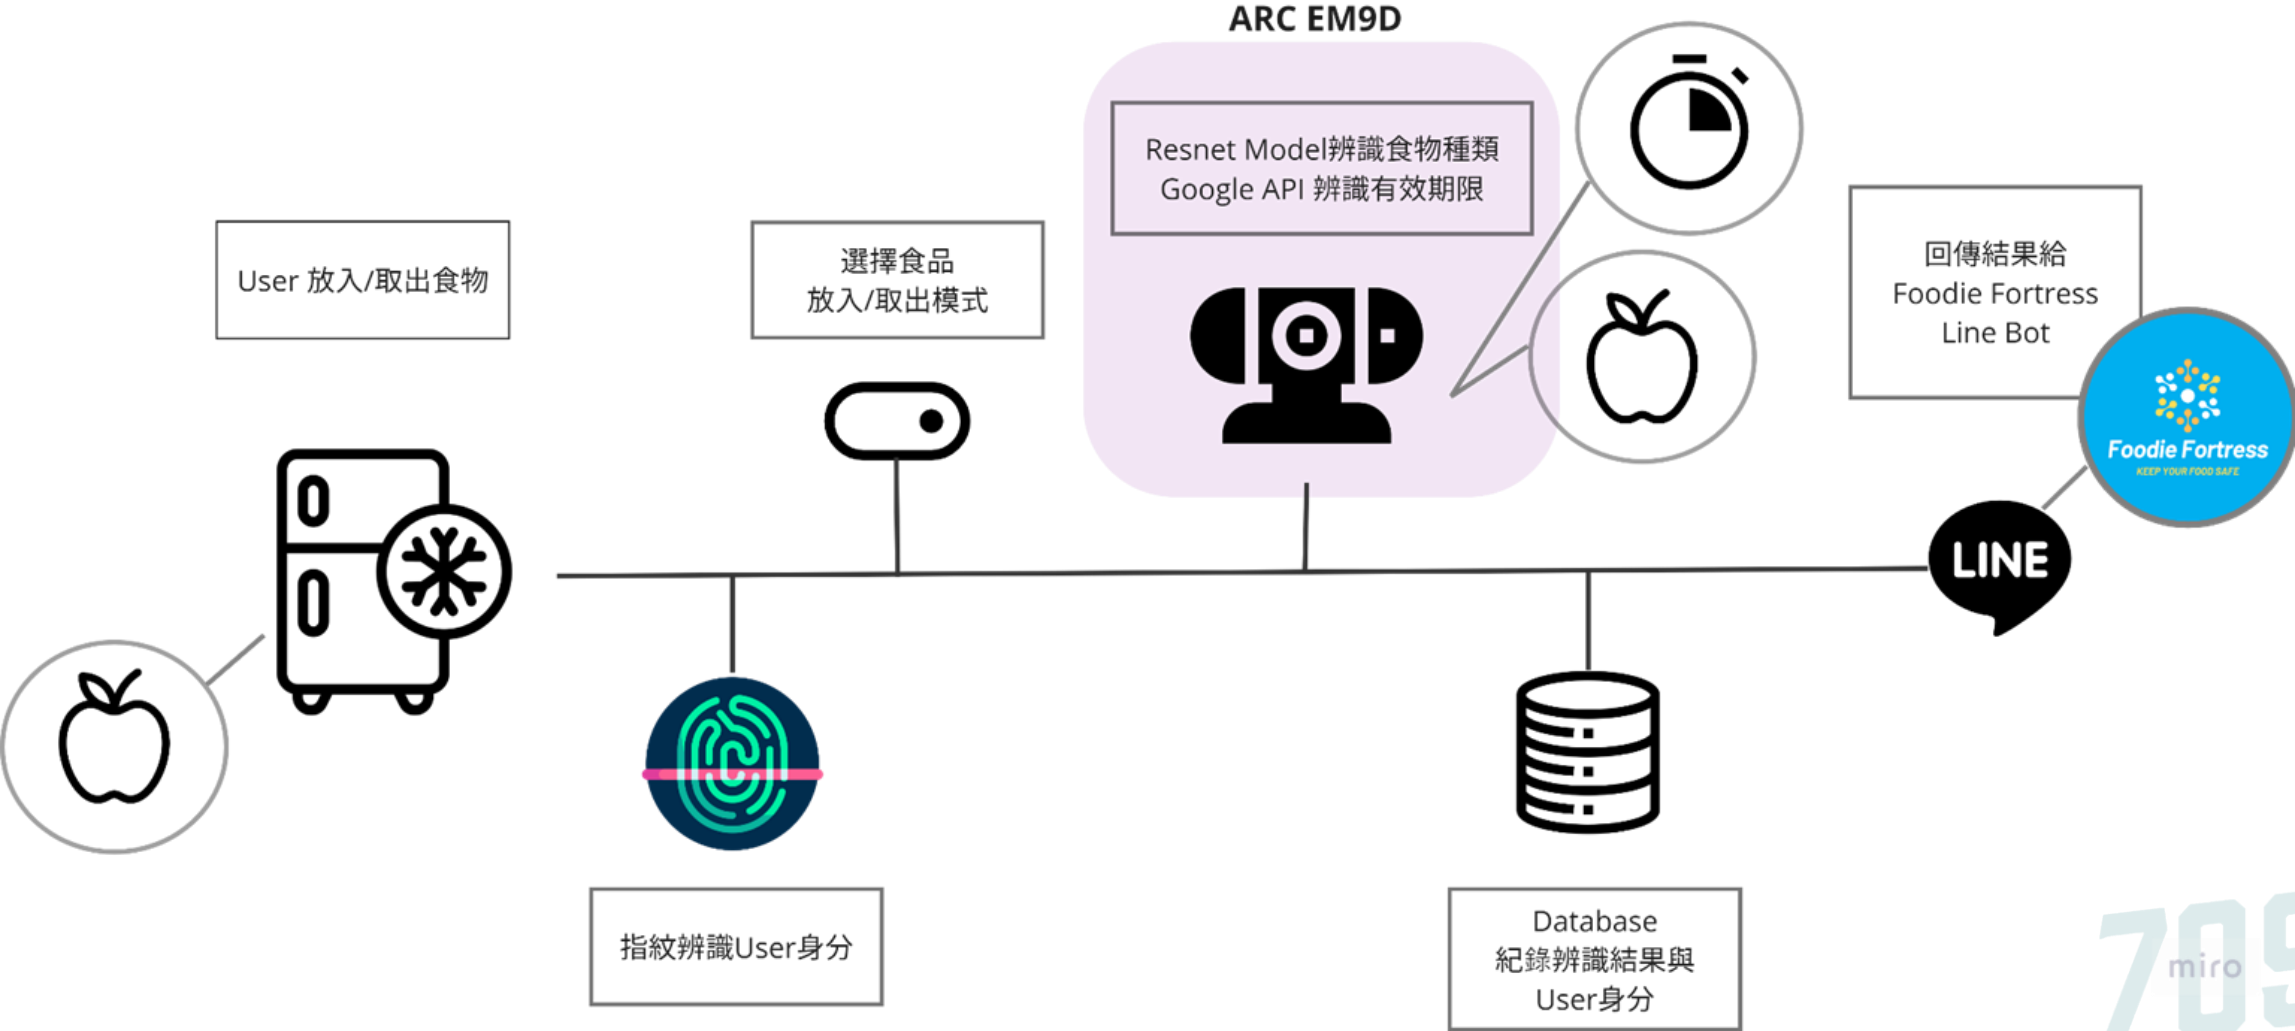 ARC EM9D
Resnet Model辨識食物種類
Google API 辨識有效期限
User 放入/取出食物
選擇食品
放入/取出模式
回傳結果給
Foodie Fortress
Line Bot
Foodie Fortress
KEEP YOUR FOOD SAFE
LINE
指紋辨識User身分
Database
紀錄辨識結果與
User身分
709
miro